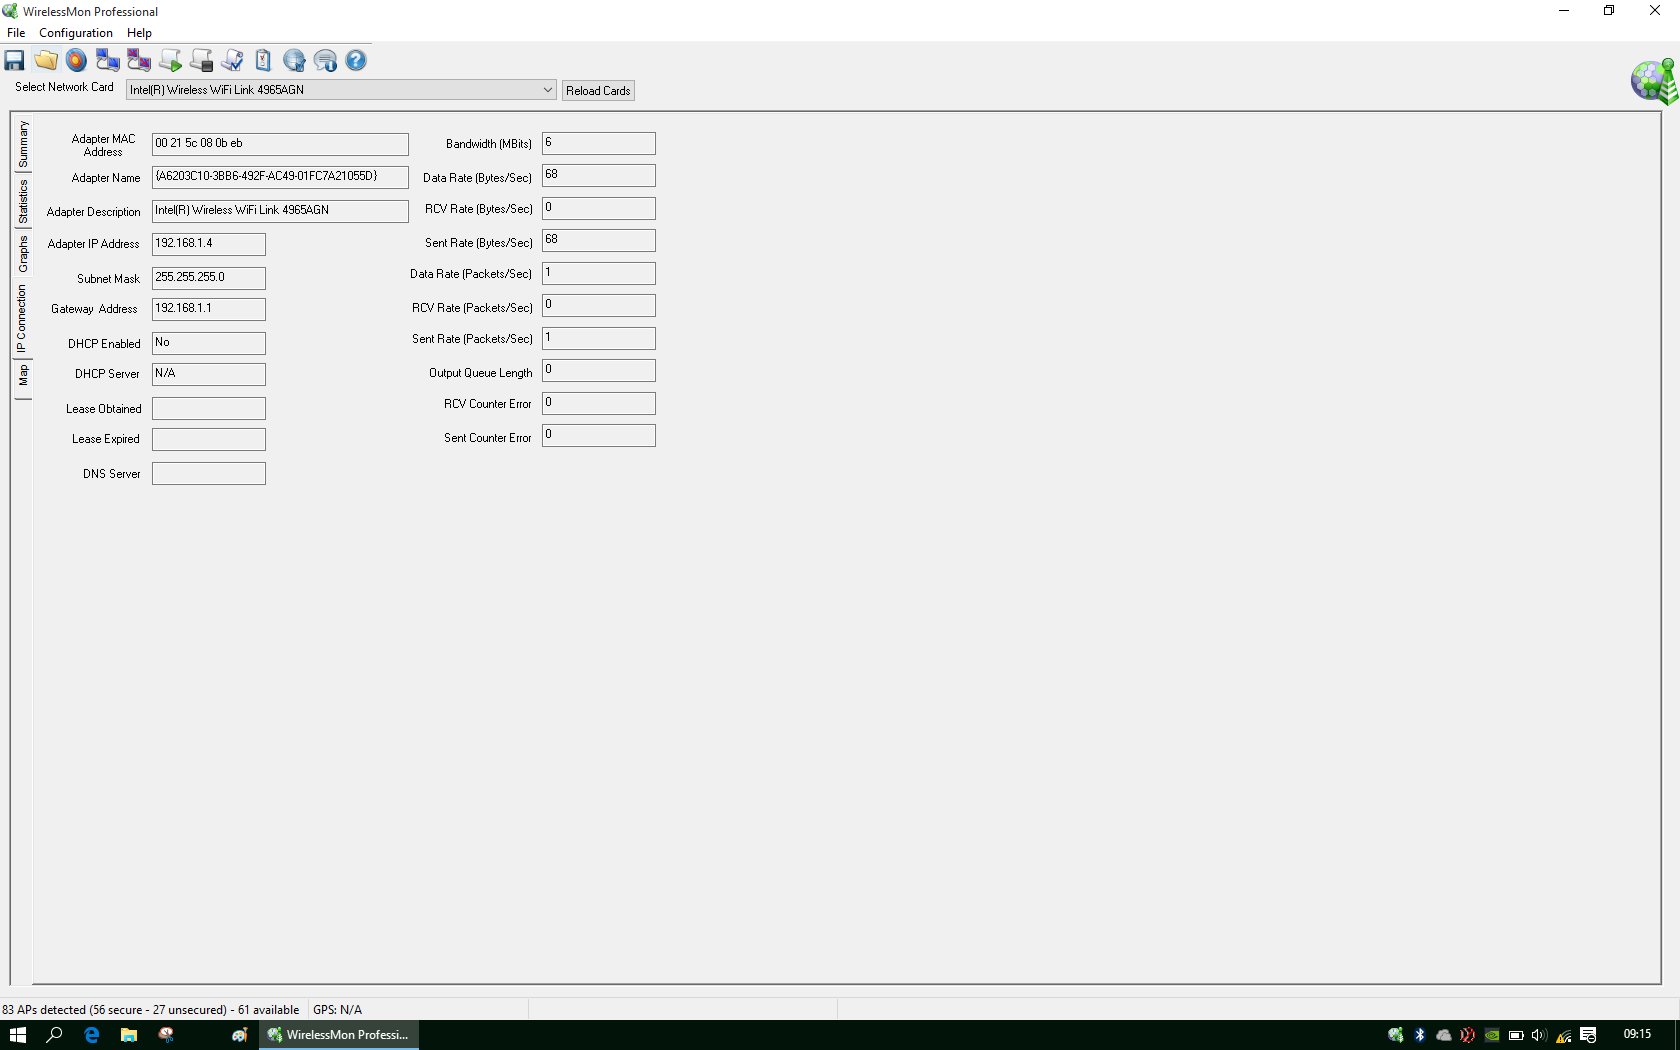 WirelessMon Professional
File Configuration Help
Select Network Card Intel(R) Wireless WiFi Link 4965AGN Reload Cards
Summary
Statistics
Graphs
IP Connection
Map
Adapter MAC Address 00 21 5c 08 0b eb
Adapter Name {A6203C10-3BB6-492F-AC49-01FC7A21055D}
Adapter Description Intel(R) Wireless WiFi Link 4965AGN
Adapter IP Address 192.168.1.4
Subnet Mask 255.255.255.0
Gateway Address 192.168.1.1
DHCP Enabled No
DHCP Server N/A
Lease Obtained
Lease Expired
DNS Server
Bandwidth (MBits) 6
Data Rate (Bytes/Sec) 68
RCV Rate (Bytes/Sec) 0
Sent Rate (Bytes/Sec) 68
Data Rate (Packets/Sec) 1
RCV Rate (Packets/Sec) 0
Sent Rate (Packets/Sec) 1
Output Queue Length 0
RCV Counter Error 0
Sent Counter Error 0
83 APs detected (56 secure - 27 unsecured) - 61 available GPS: N/A
WirelessMon Professi... 09:15